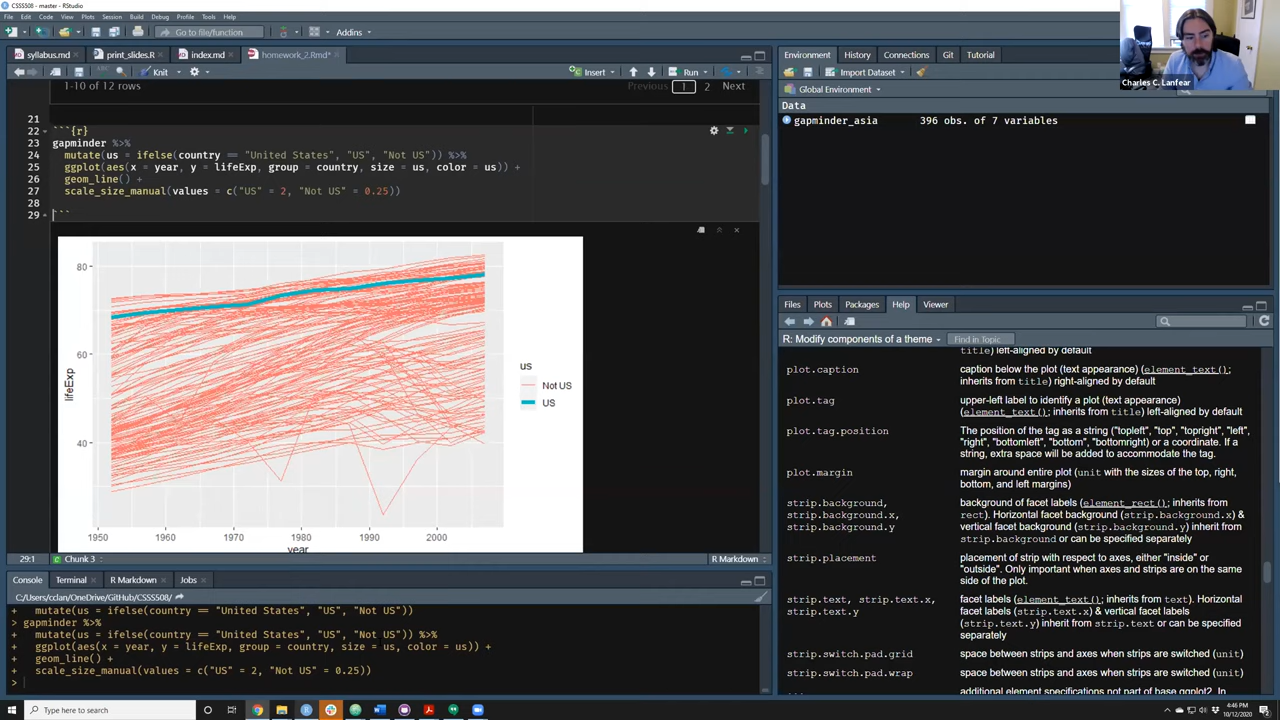 CSSS508 - master - RStudio
File Edit Code View Plots Session Build Debug Profile Tools Help
Go to file/function Addins
syllabus.md print_slides.R index.md homework_2.Rmd*
Knit Insert Run
1-10 of 12 rows Previous 1 2 Next
21
22 ```{r}
23 gapminder %>%
24 mutate(us = ifelse(country == "United States", "US", "Not US")) %>%
25 ggplot(aes(x = year, y = lifeExp, group = country, size = us, color = us)) +
26 geom_line() +
27 scale_size_manual(values = c("US" = 2, "Not US" = 0.25))
28
29 ```
80
60
40
lifeExp
1950 1960 1970 1980 1990 2000
year
us
Not US
US
29:1 Chunk 3 R Markdown
Console Terminal R Markdown Jobs
C:/Users/cclan/OneDrive/GitHub/CSSS508/
+ mutate(us = ifelse(country == "United States", "US", "Not US"))
> gapminder %>%
+ mutate(us = ifelse(country == "United States", "US", "Not US")) %>%
+ ggplot(aes(x = year, y = lifeExp, group = country, size = us, color = us)) +
+ geom_line() +
+ scale_size_manual(values = c("US" = 2, "Not US" = 0.25))
>
Environment History Connections Git Tutorial
Import Dataset
Global Environment
Data
gapminder_asia 396 obs. of 7 variables
Charles C. Lanfear
Files Plots Packages Help Viewer
R: Modify components of a theme Find in Topic
title) left-aligned by default
plot.caption caption below the plot (text appearance) (element_text();
inherits from title) right-aligned by default
plot.tag upper-left label to identify a plot (text appearance)
(element_text(); inherits from title) left-aligned by default
plot.tag.position The position of the tag as a string ("topleft", "top", "topright", "left",
"right", "bottomleft", "bottom", "bottomright) or a coordinate. If a
string, extra space will be added to accommodate the tag.
plot.margin margin around entire plot (unit with the sizes of the top, right,
bottom, and left margins)
strip.background, background of facet labels (element_rect(); inherits from
strip.background.x, rect). Horizontal facet background (strip.background.x) &
strip.background.y vertical facet background (strip.background.y) inherit from
strip.background or can be specified separately
strip.placement placement of strip with respect to axes, either "inside" or
"outside". Only important when axes and strips are on the same
side of the plot.
strip.text, strip.text.x, facet labels (element_text(); inherits from text). Horizontal
strip.text.y facet labels (strip.text.x) & vertical facet labels
(strip.text.y) inherit from strip.text or can be specified
separately
strip.switch.pad.grid space between strips and axes when strips are switched (unit)
strip.switch.pad.wrap space between strips and axes when strips are switched (unit)
... additional element specifications not part of base ggplot2. In
Type here to search
4:46 PM
10/12/2020